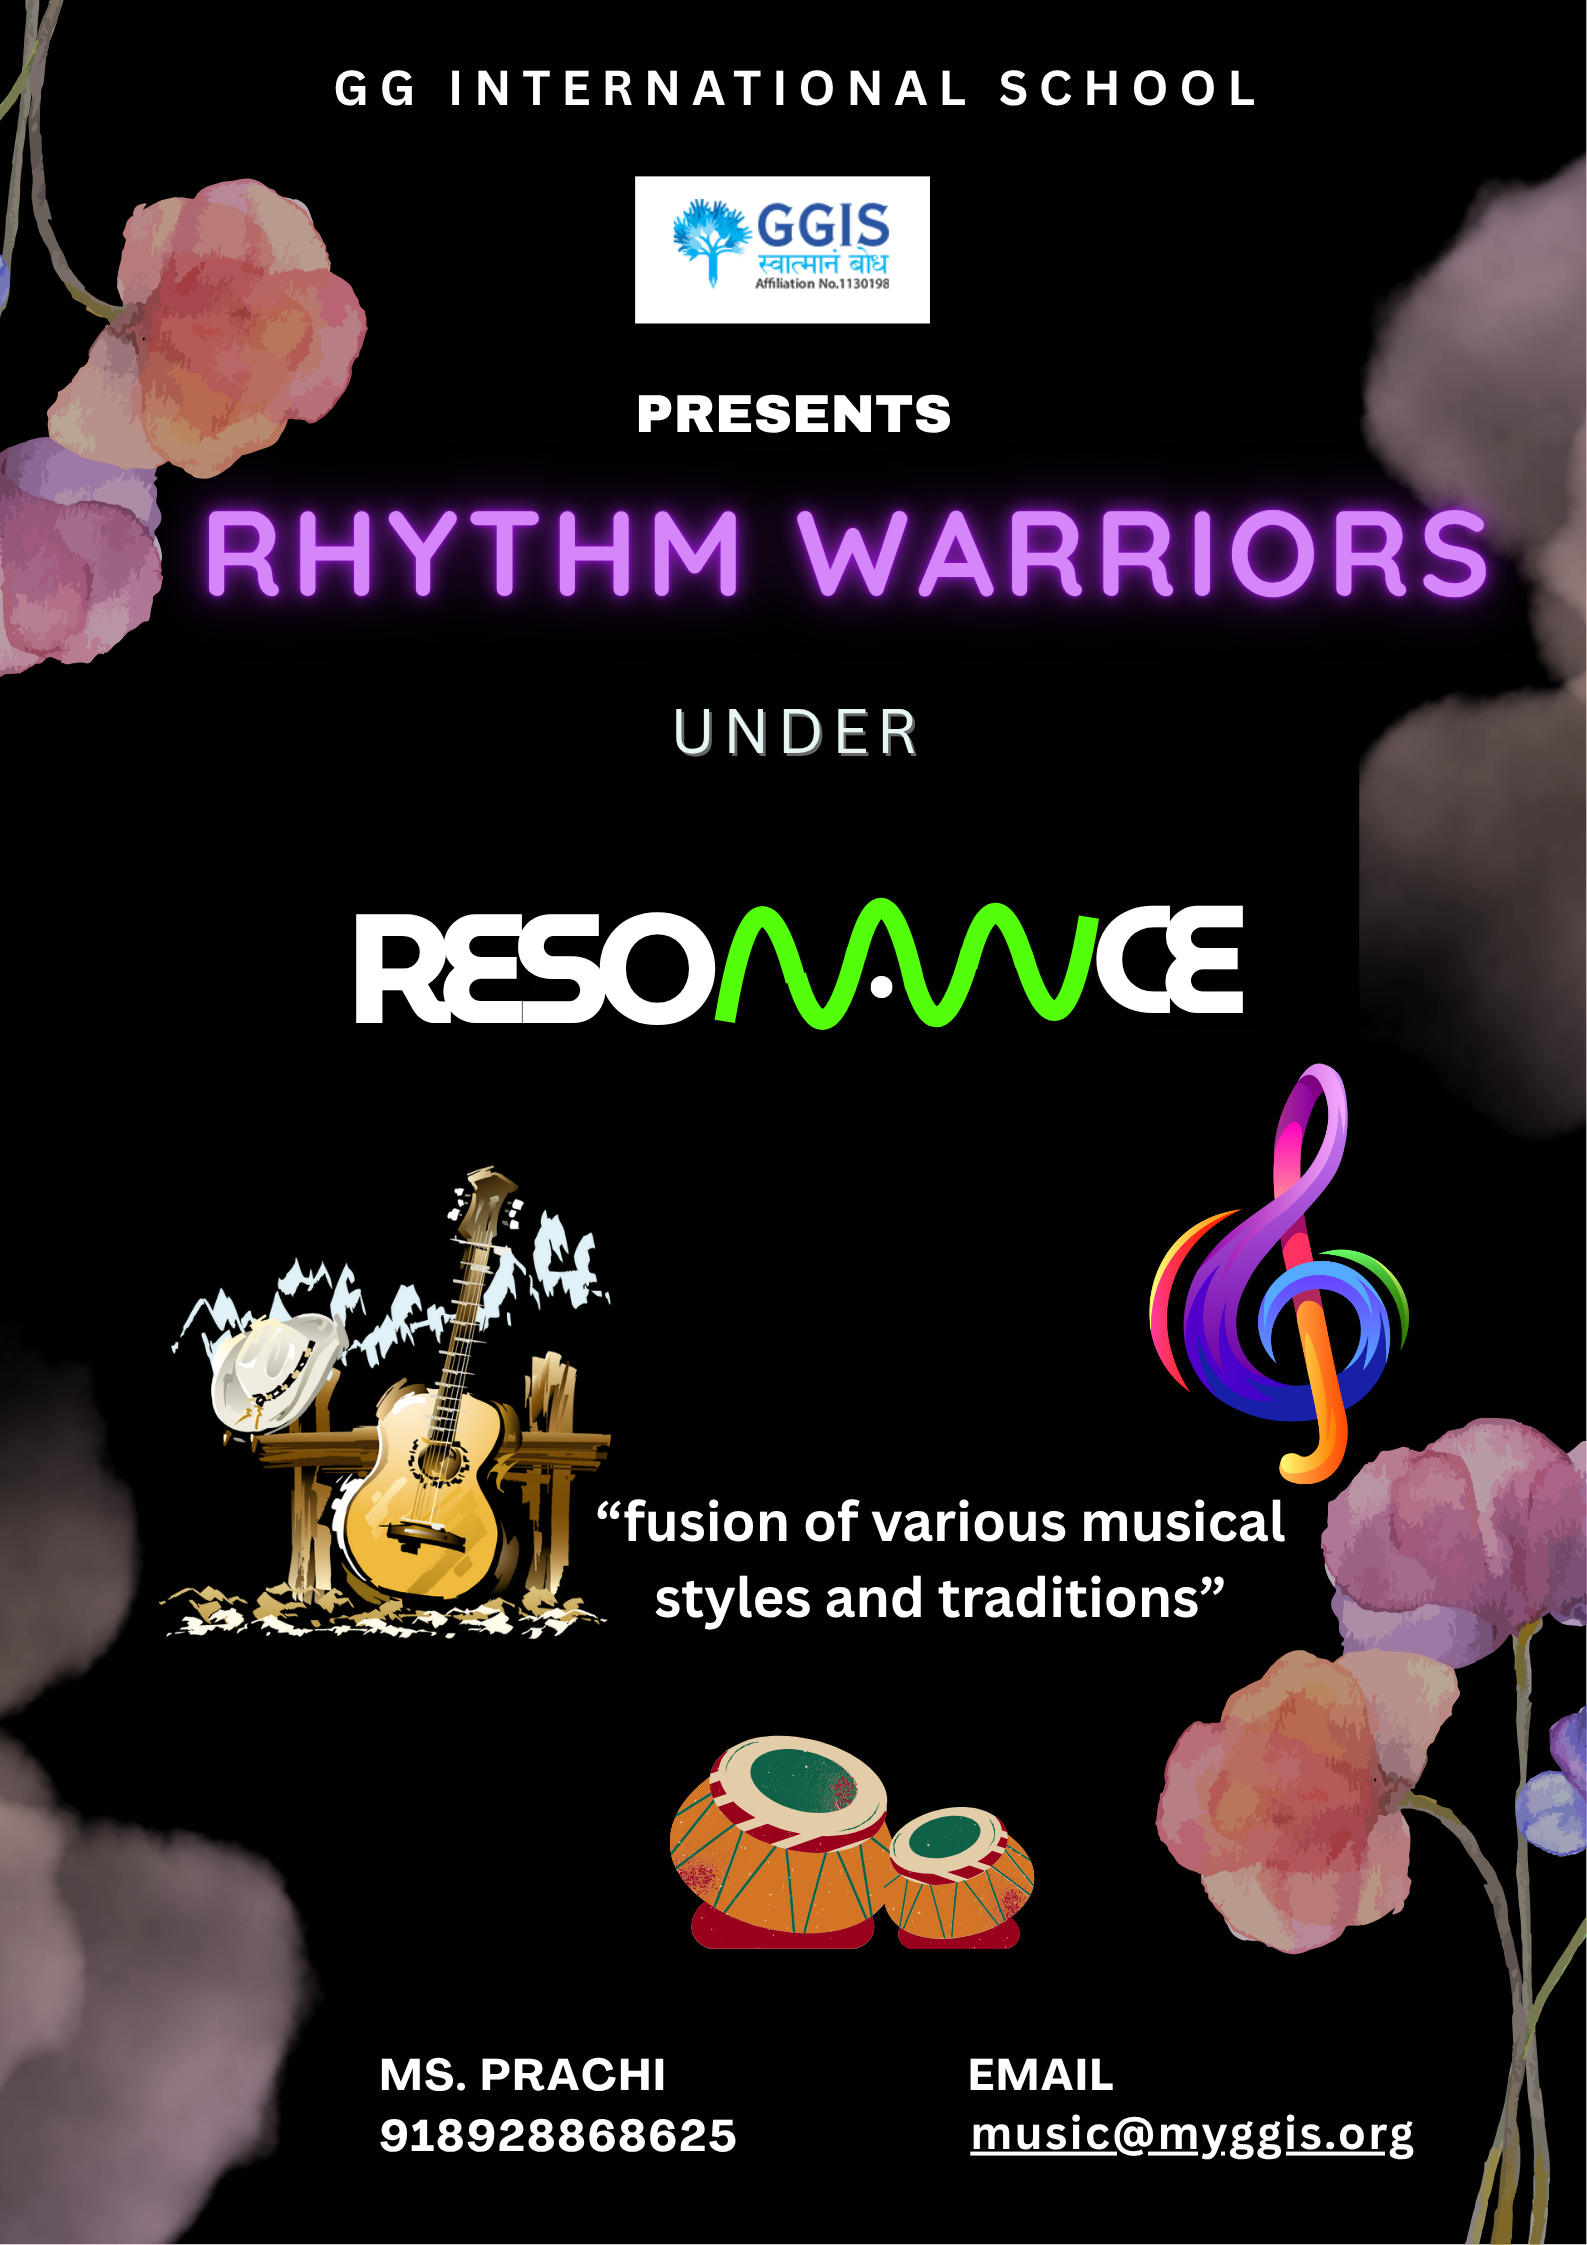 GG INTERNATIONAL SCHOOL
GGIS
स्वात्मानं बोध
Affiliation No.1130198
PRESENTS
RHYTHM WARRIORS
UNDER
RESONANCE
“fusion of various musical
styles and traditions”
MS. PRACHI
918928868625
EMAIL
music@myggis.org